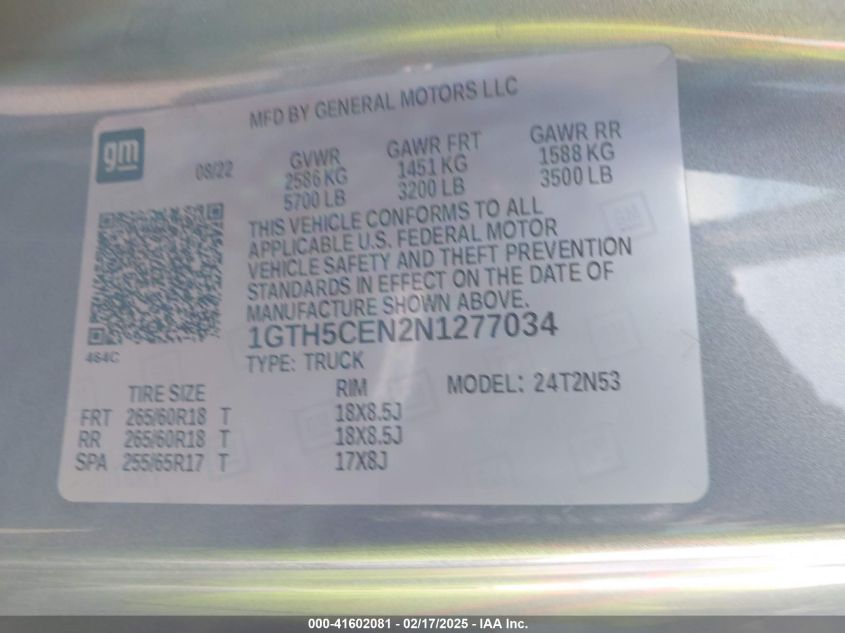 MFD BY GENERAL MOTORS LLC
gm
08/22
GVWR
2586 KG
5700 LB
GAWR FRT
1451 KG
3200 LB
GAWR RR
1588 KG
3500 LB
THIS VEHICLE CONFORMS TO ALL
APPLICABLE U.S. FEDERAL MOTOR
VEHICLE SAFETY AND THEFT PREVENTION
STANDARDS IN EFFECT ON THE DATE OF
MANUFACTURE SHOWN ABOVE.
1GTH5CEN2N1277034
464C
TYPE: TRUCK
TIRE SIZE RIM MODEL: 24T2N53
FRT 265/60R18 T 18X8.5J
RR 265/60R18 T 18X8.5J
SPA 255/65R17 T 17X8J
000-41602081 - 02/17/2025 - IAA Inc.